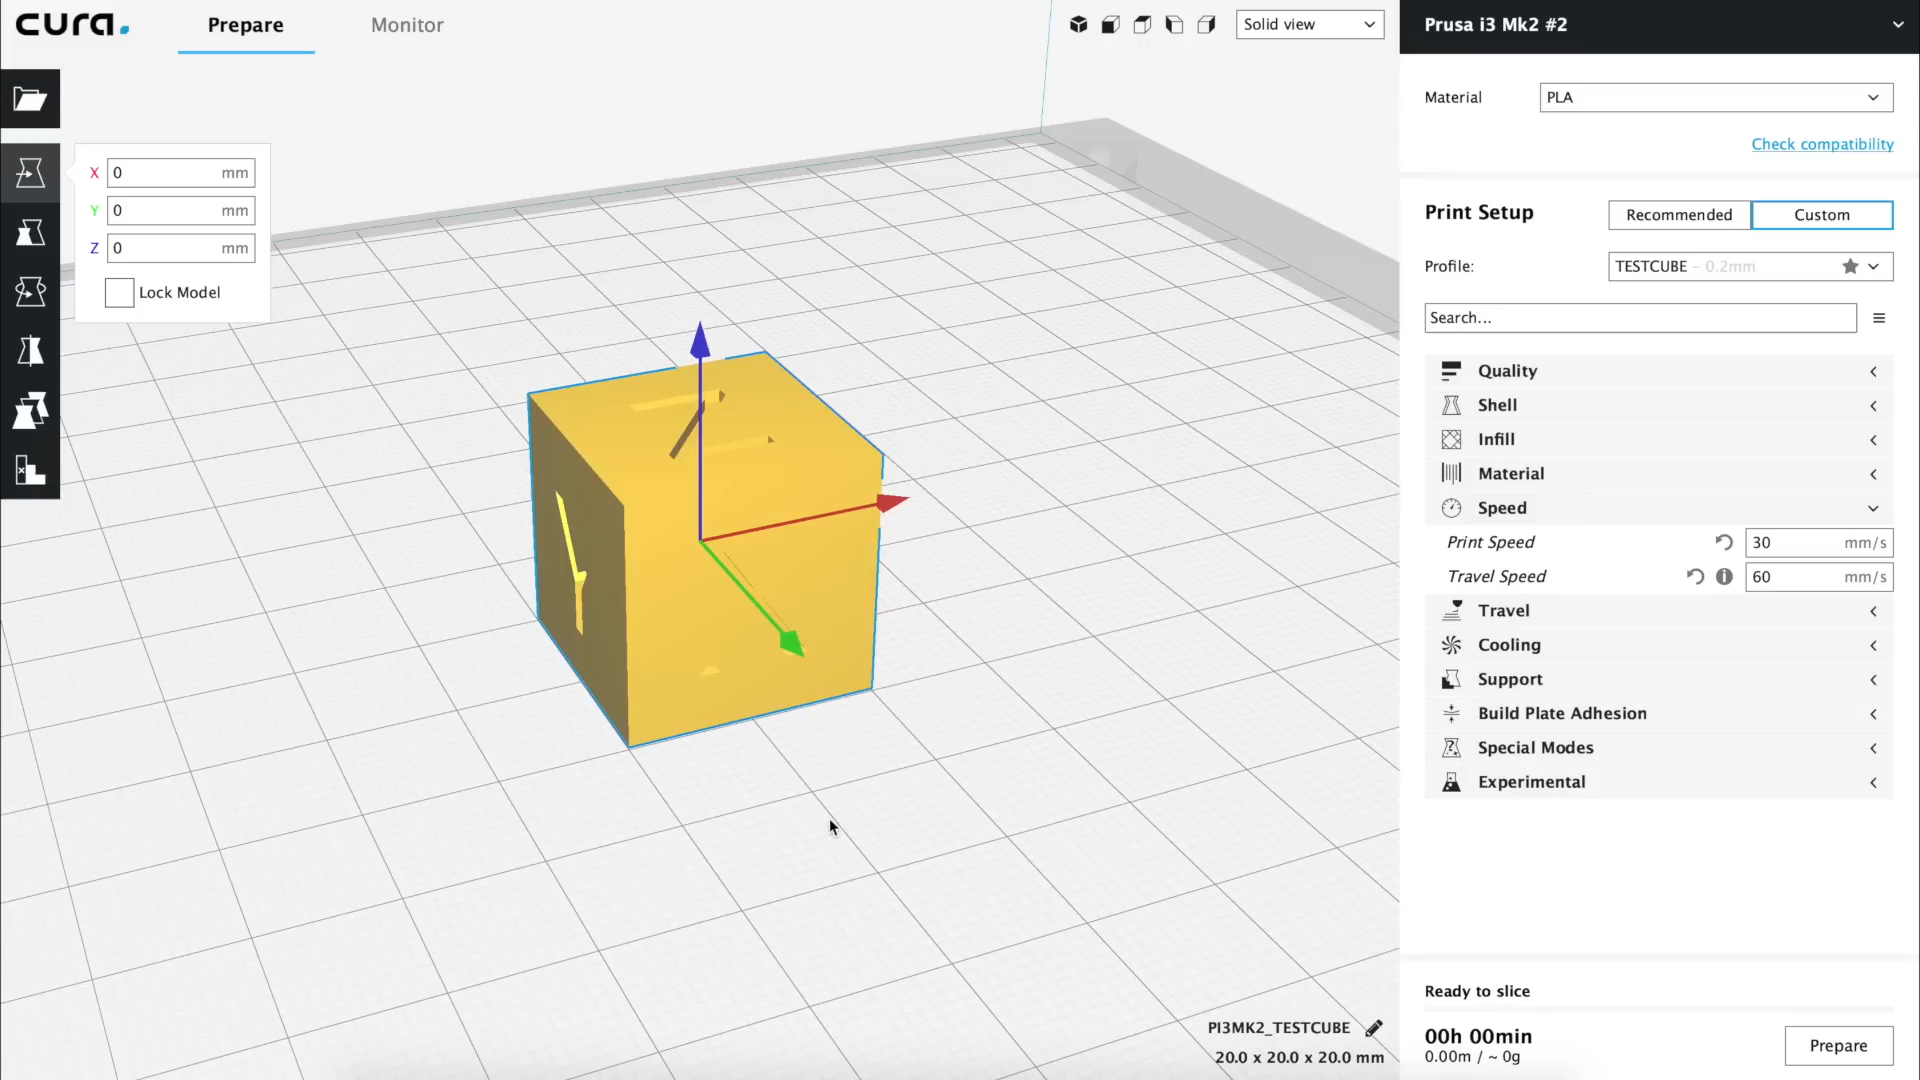 cura.
Prepare
Monitor
Solid view
Prusa i3 Mk2 #2
Material
PLA
Check compatibility
X 0 mm
Y 0 mm
Z 0 mm
Lock Model
Print Setup
Recommended
Custom
Profile:
TESTCUBE - 0.2mm
Search...
Quality
Shell
Infill
Material
Speed
Print Speed
30 mm/s
Travel Speed
60 mm/s
Travel
Cooling
Support
Build Plate Adhesion
Special Modes
Experimental
Ready to slice
PI3MK2_TESTCUBE
20.0 x 20.0 x 20.0 mm
00h 00min
0.00m / ~ 0g
Prepare